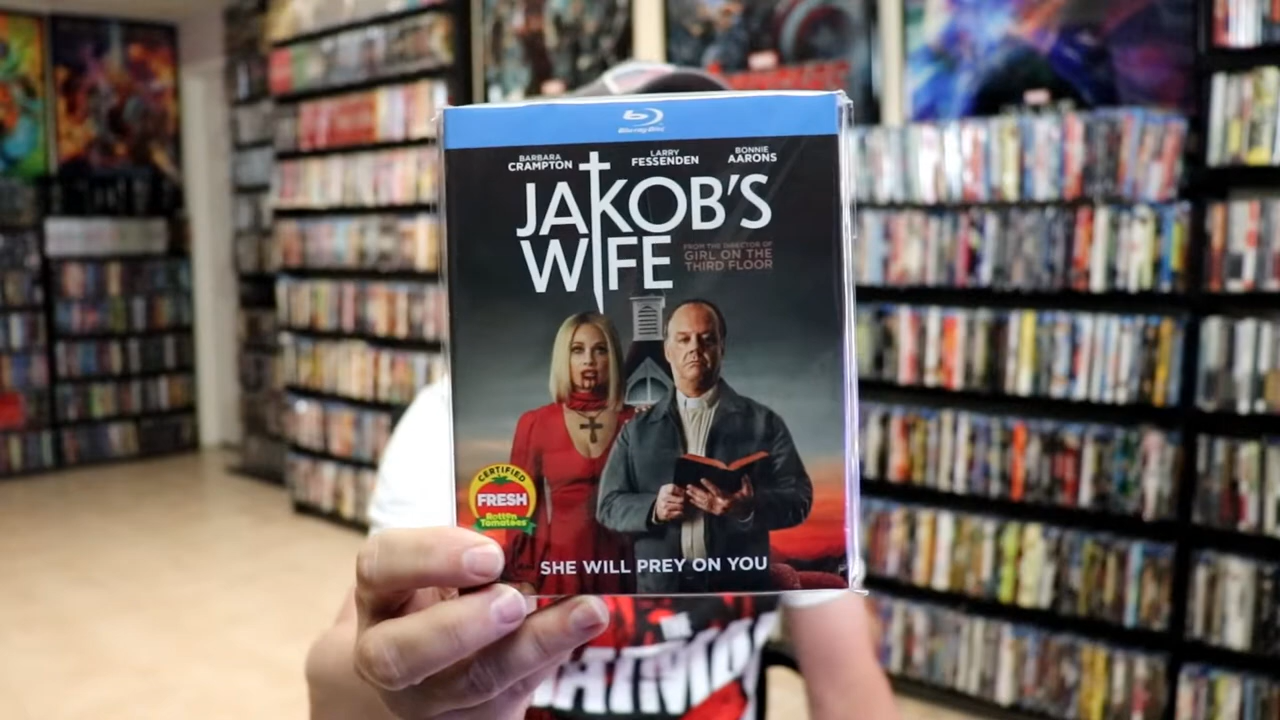 Blu-ray Disc
BARBARA CRAMPTON
LARRY FESSENDEN
BONNIE AARONS
JAKOB'S
WIFE
FROM THE DIRECTOR OF
GIRL ON THE
THIRD FLOOR
CERTIFIED
FRESH
Rotten
Tomatoes
SHE WILL PREY ON YOU
THE